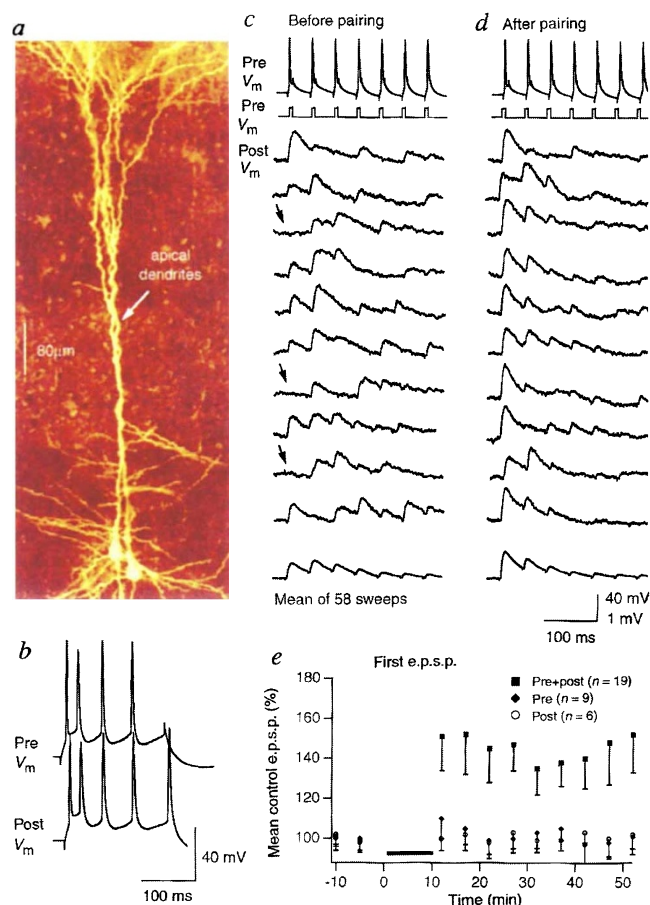 a
apical
dendrites
80μm
b
Pre
Vm
Post
Vm
40 mV
100 ms
c
Before pairing
Pre
Vm
Pre
Vm
Post
Vm
Mean of 58 sweeps
d
After pairing
40 mV
1 mV
100 ms
e
First e.p.s.p.
Pre+post (n = 19)
Pre (n = 9)
Post (n = 6)
Mean control e.p.s.p. (%)
180
160
140
120
100
-10
0
10
20
30
40
50
Time (min)